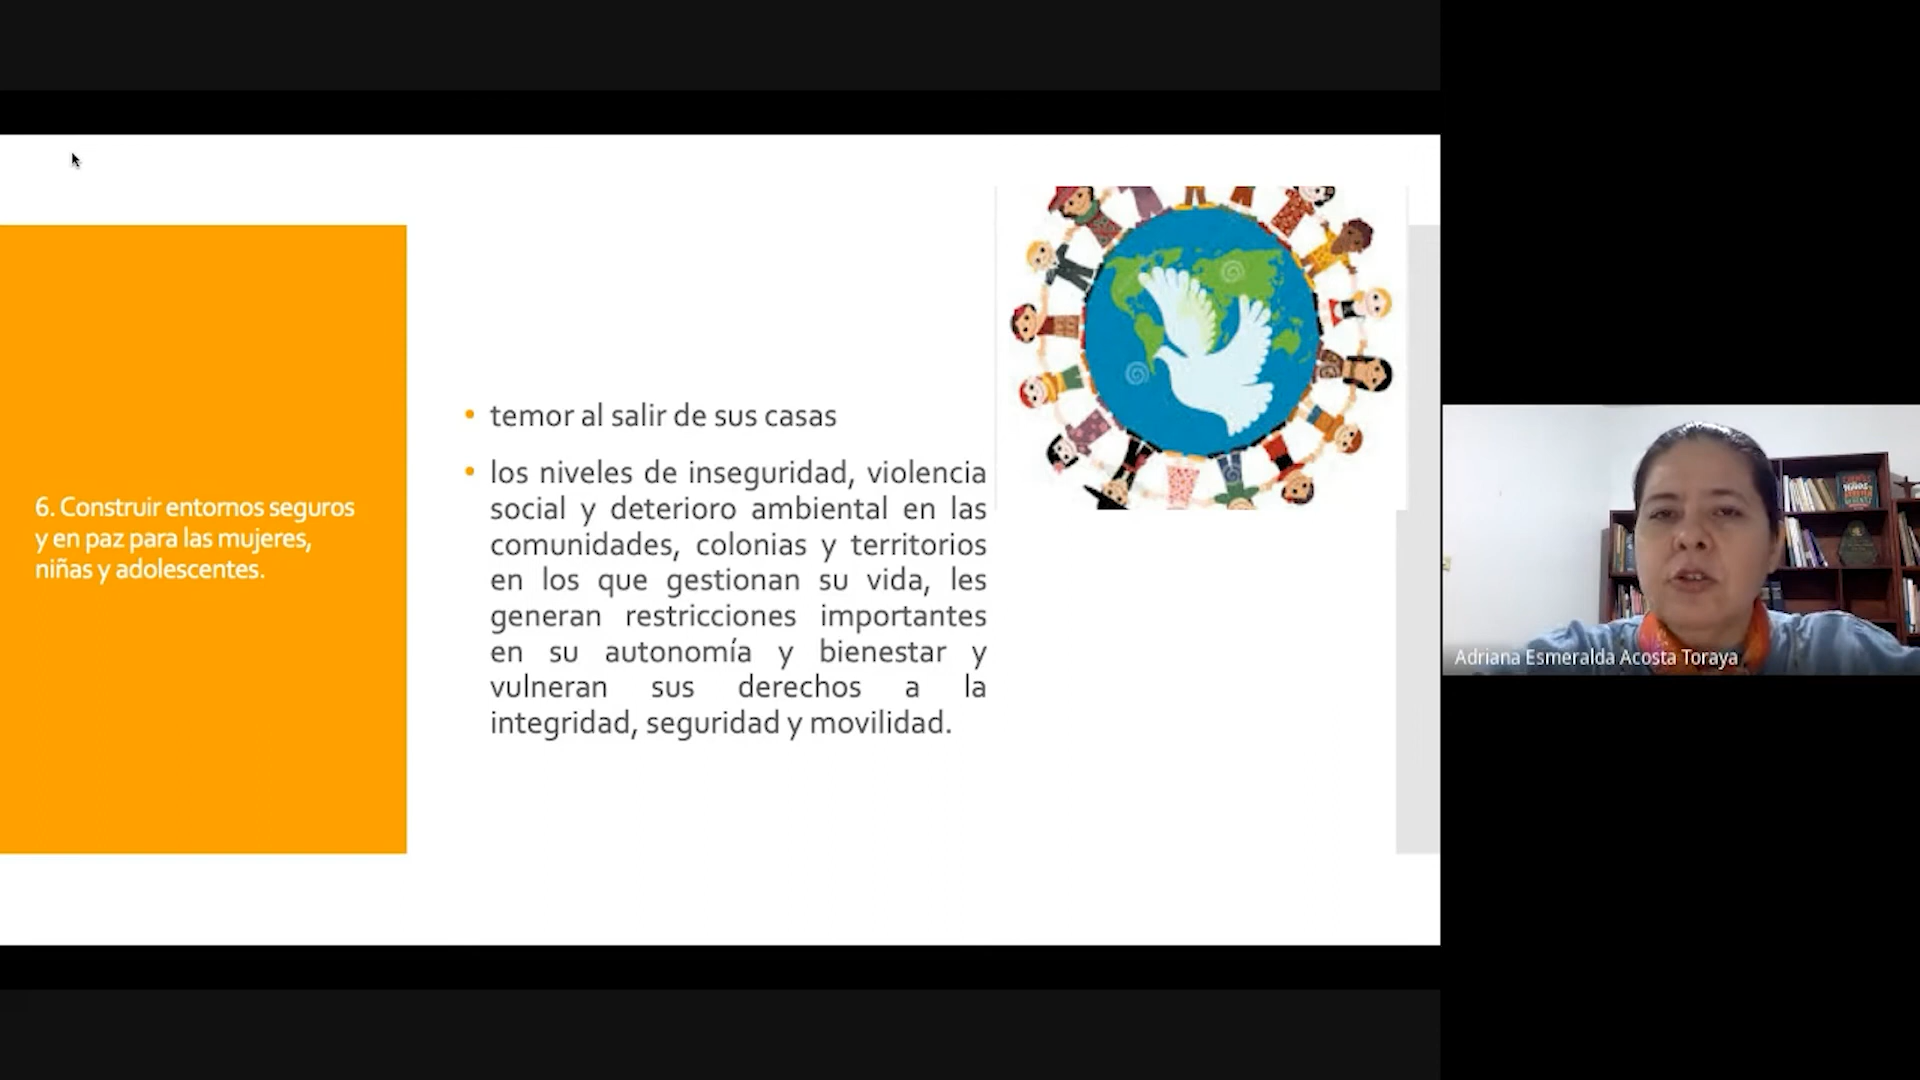 6. Construir entornos seguros
y en paz para las mujeres,
niñas y adolescentes.
• temor al salir de sus casas
• los niveles de inseguridad, violencia
social y deterioro ambiental en las
comunidades, colonias y territorios
en los que gestionan su vida, les
generan restricciones importantes
en su autonomía y bienestar y
vulneran sus derechos a la
integridad, seguridad y movilidad.
Adriana Esmeralda Acosta Toraya